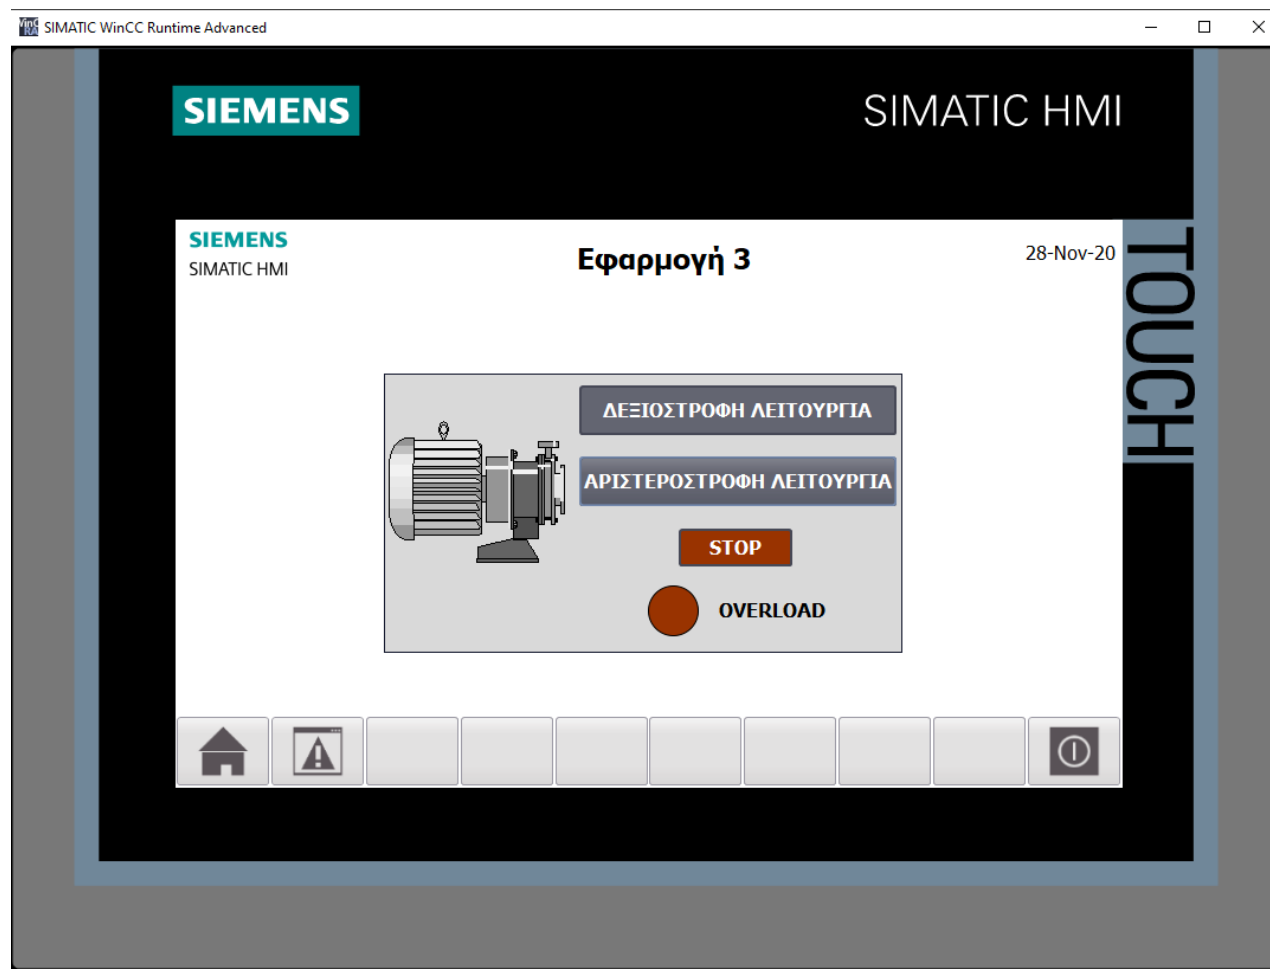 SIMATIC WinCC Runtime Advanced
SIEMENS
SIMATIC HMI
SIEMENS
SIMATIC HMI
Εφαρμογή 3
28-Nov-20
TOUCH
ΔΕΞΙΟΣΤΡΟΦΗ ΛΕΙΤΟΥΡΓΙΑ
ΑΡΙΣΤΕΡΟΣΤΡΟΦΗ ΛΕΙΤΟΥΡΓΙΑ
STOP
OVERLOAD